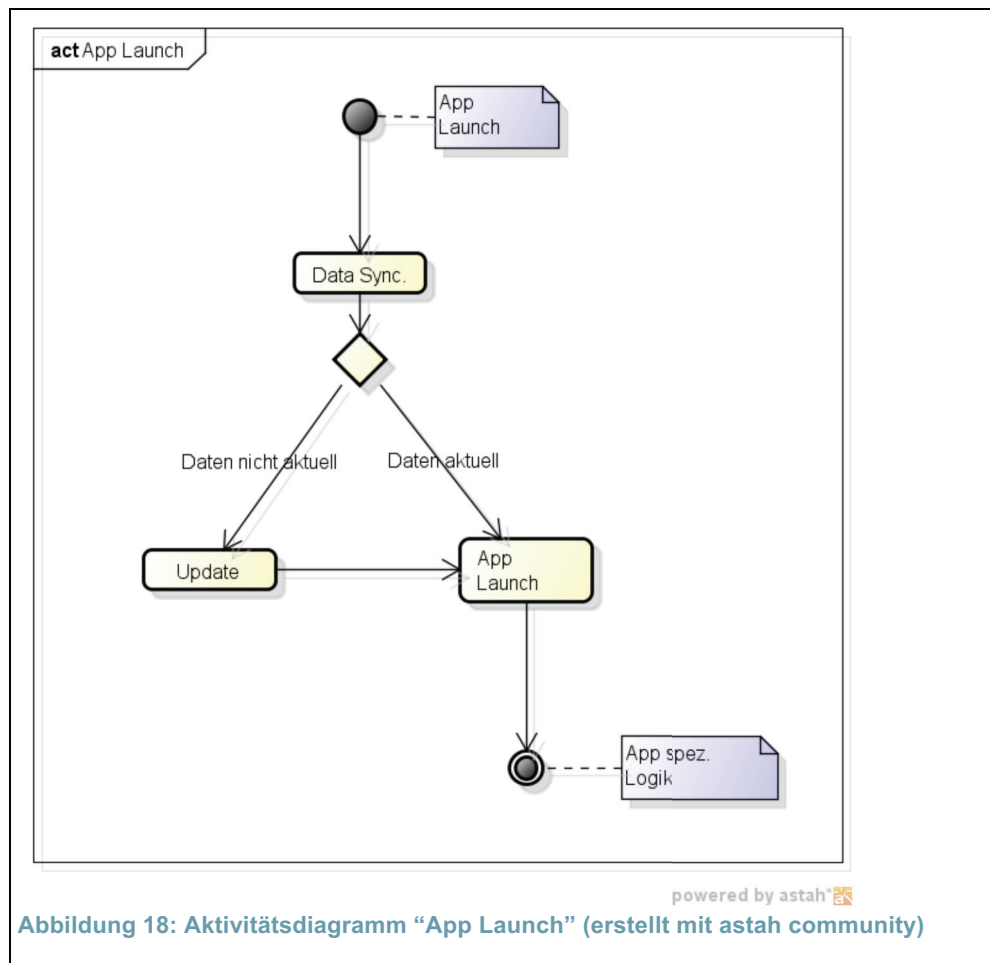 act App Launch
App
Launch
Data Sync.
Daten nicht aktuell
Daten aktuell
Update
App
Launch
App spez.
Logik
powered by astah*
Abbildung 18: Aktivitätsdiagramm “App Launch” (erstellt mit astah community)